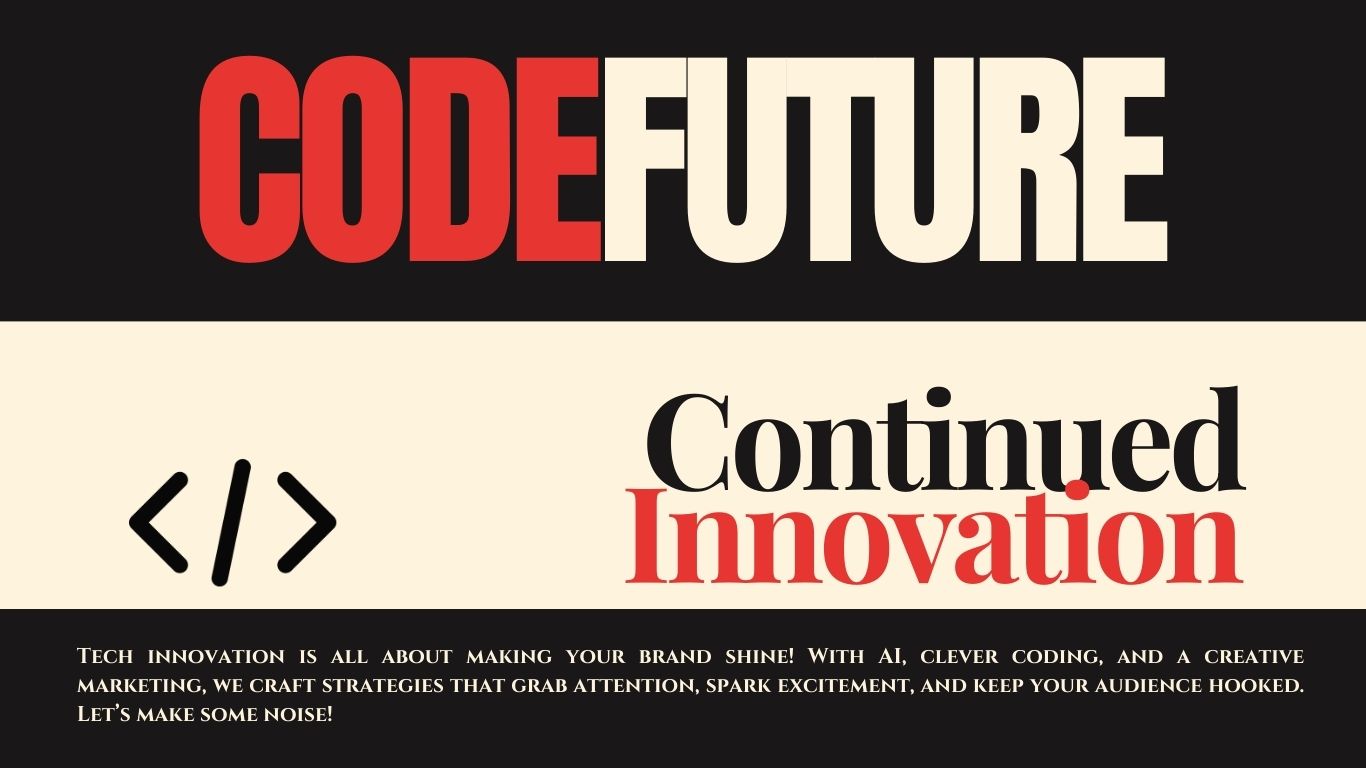 CODEFUTURE
Continued
Innovation
</>
Tech innovation is all about making your brand shine! With AI, clever coding, and a creative
marketing, we craft strategies that grab attention, spark excitement, and keep your audience hooked.
Let’s make some noise!